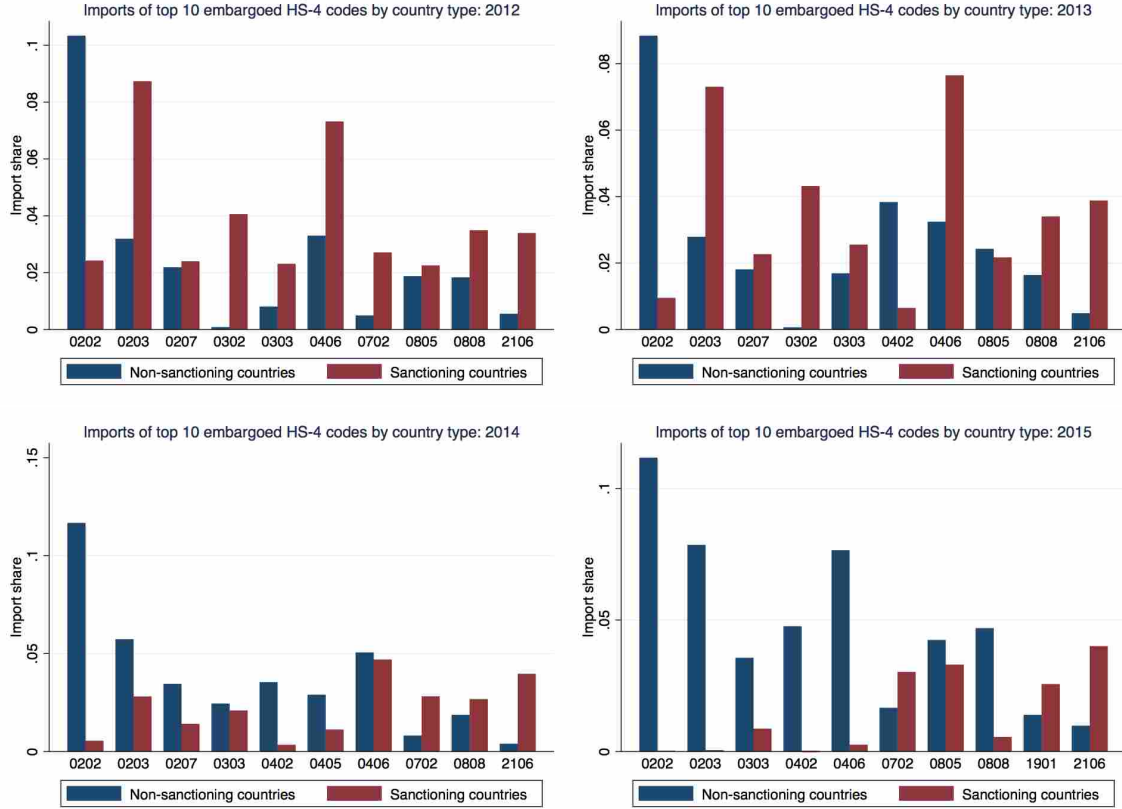 Imports of top 10 embargoed HS-4 codes by country type: 2012
Import share
.1
.08
.06
.04
.02
0
0202 0203 0207 0302 0303 0406 0702 0805 0808 2106
Non-sanctioning countries Sanctioning countries
Imports of top 10 embargoed HS-4 codes by country type: 2013
Import share
.08
.06
.04
.02
0
0202 0203 0207 0302 0303 0402 0406 0805 0808 2106
Non-sanctioning countries Sanctioning countries
Imports of top 10 embargoed HS-4 codes by country type: 2014
Import share
.15
.1
.05
0
0202 0203 0207 0303 0402 0405 0406 0702 0808 2106
Non-sanctioning countries Sanctioning countries
Imports of top 10 embargoed HS-4 codes by country type: 2015
Import share
.1
.05
0
0202 0203 0303 0402 0406 0702 0805 0808 1901 2106
Non-sanctioning countries Sanctioning countries